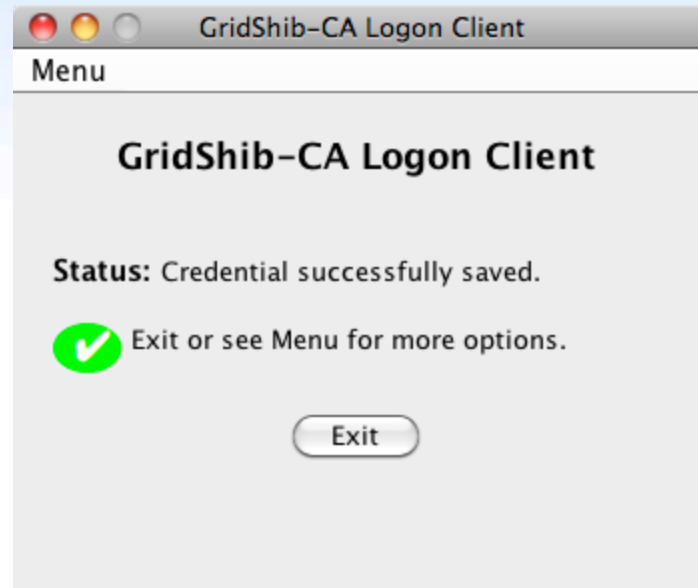 GridShib-CA Logon Client
Menu
GridShib-CA Logon Client
Status: Credential successfully saved.
Exit or see Menu for more options.
Exit